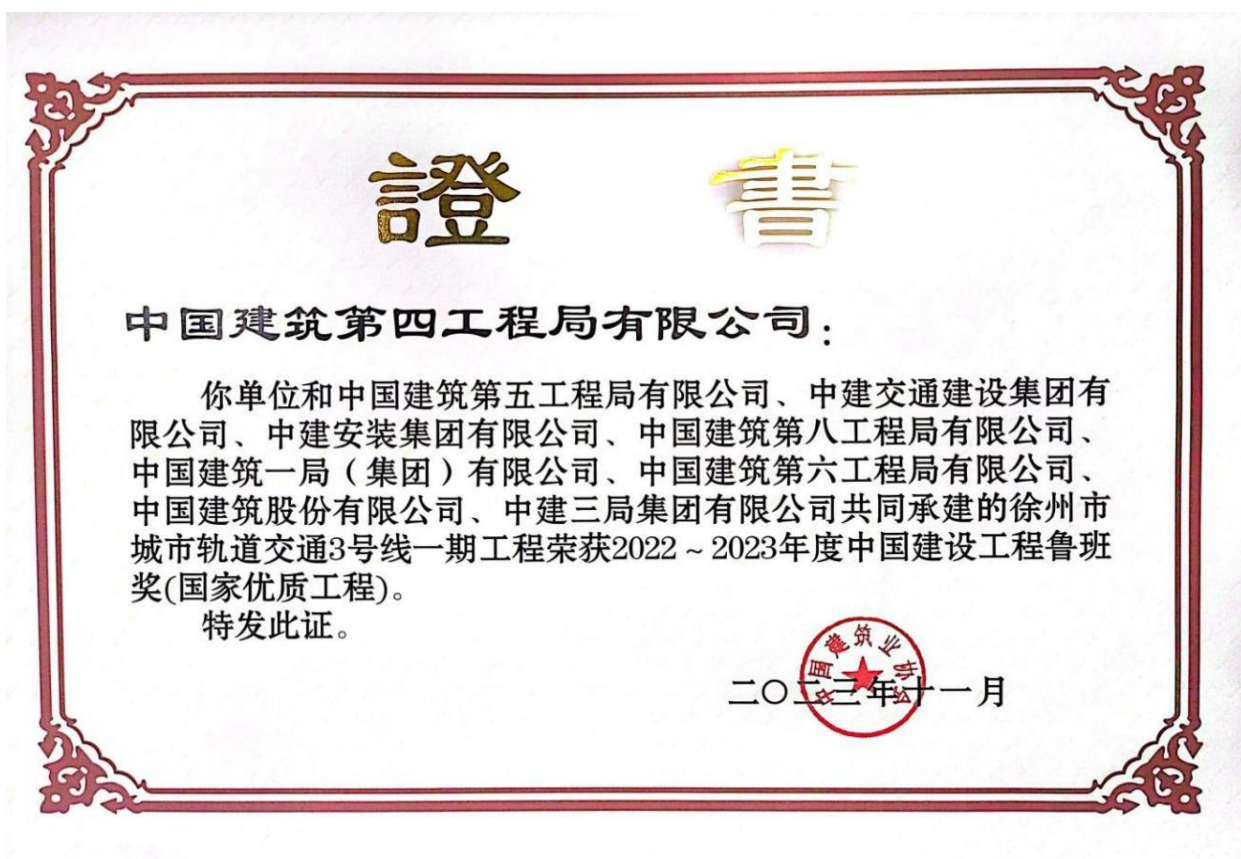 證 書
中国建筑第四工程局有限公司：
你单位和中国建筑第五工程局有限公司、中建交通建设集团有
限公司、中建安装集团有限公司、中国建筑第八工程局有限公司、
中国建筑一局（集团）有限公司、中国建筑第六工程局有限公司、
中国建筑股份有限公司、中建三局集团有限公司共同承建的徐州市
城市轨道交通3号线一期工程荣获2022～2023年度中国建设工程鲁班
奖(国家优质工程)。
特发此证。
中国建筑业协会
二〇二三年十一月